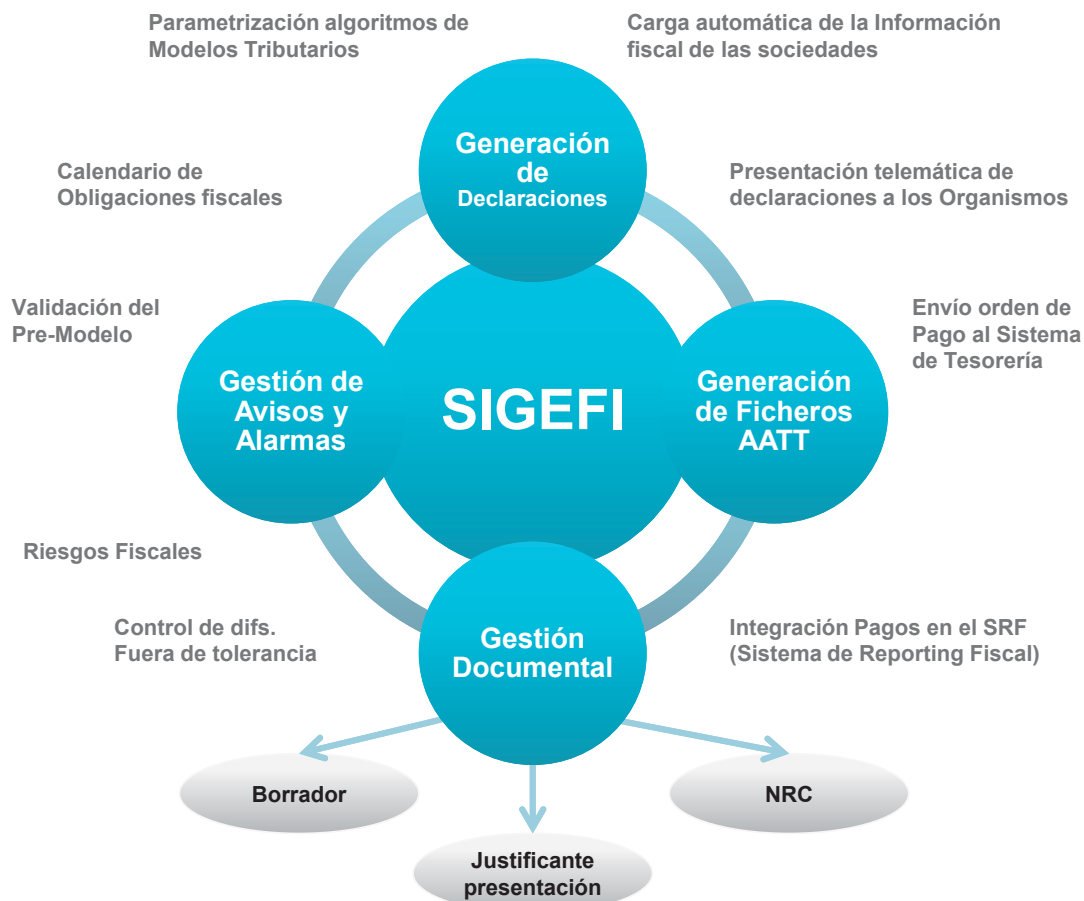 Parametrización algoritmos de
Modelos Tributarios
Carga automática de la Información
fiscal de las sociedades
Generación
de
Declaraciones
Calendario de
Obligaciones fiscales
Presentación telemática de
declaraciones a los Organismos
Validación del
Pre-Modelo
Envío orden de
Pago al Sistema
de Tesorería
Gestión de
Avisos y
Alarmas
SIGEFI
Generación
de Ficheros
AATT
Riesgos Fiscales
Control de difs.
Fuera de tolerancia
Gestión
Documental
Integración Pagos en el SRF
(Sistema de Reporting Fiscal)
Borrador
NRC
Justificante
presentación